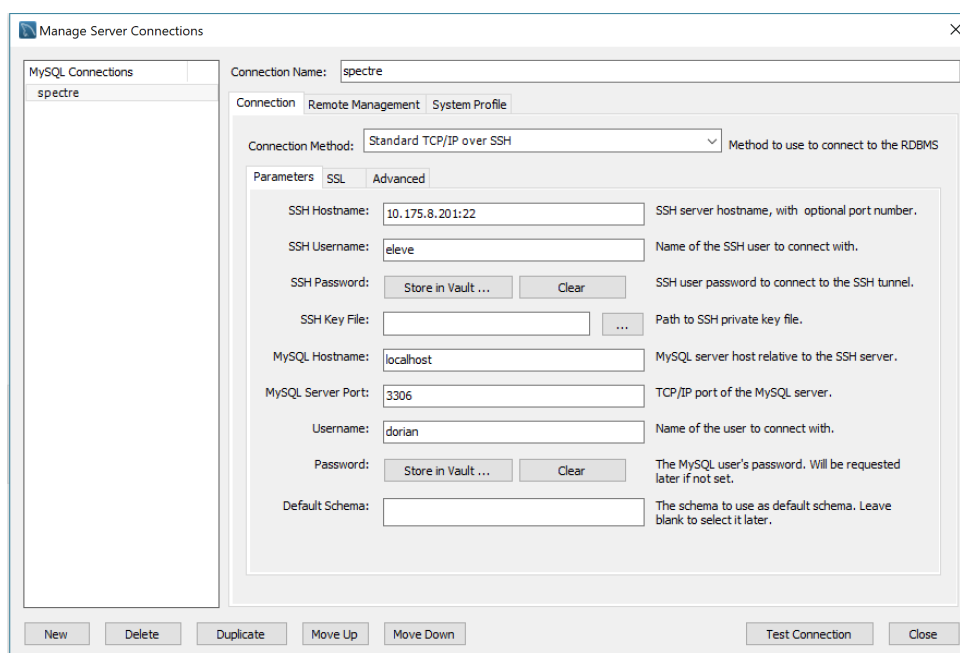 Manage Server Connections
MySQL Connections
spectre
Connection Name: spectre
Connection Remote Management System Profile
Connection Method: Standard TCP/IP over SSH Method to use to connect to the RDBMS
Parameters SSL Advanced
SSH Hostname: 10.175.8.201:22 SSH server hostname, with optional port number.
SSH Username: eleve Name of the SSH user to connect with.
SSH Password: Store in Vault ... Clear SSH user password to connect to the SSH tunnel.
SSH Key File: ... Path to SSH private key file.
MySQL Hostname: localhost MySQL server host relative to the SSH server.
MySQL Server Port: 3306 TCP/IP port of the MySQL server.
Username: dorian Name of the user to connect with.
Password: Store in Vault ... Clear The MySQL user's password. Will be requested
later if not set.
Default Schema: The schema to use as default schema. Leave
blank to select it later.
New Delete Duplicate Move Up Move Down Test Connection Close